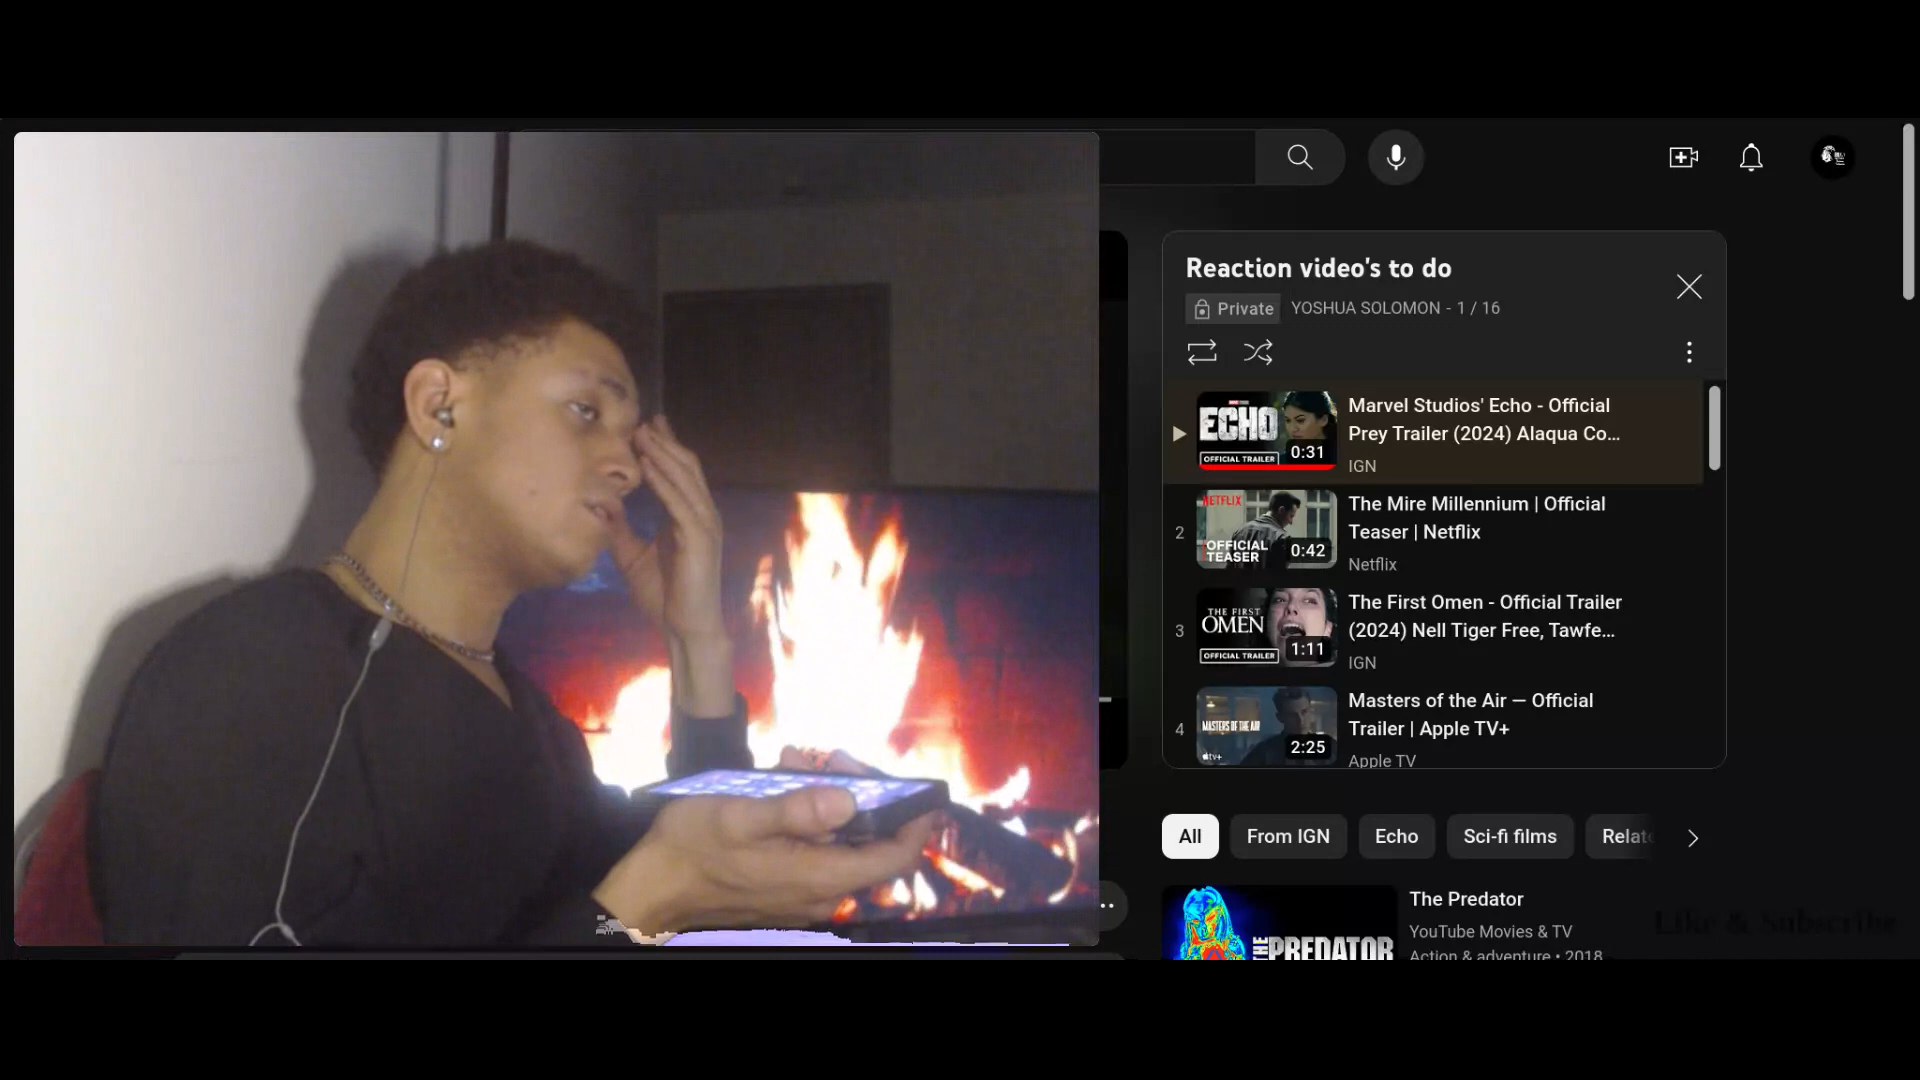 Reaction video's to do
Private YOSHUA SOLOMON - 1 / 16
ECHO
OFFICIAL TRAILER
0:31
Marvel Studios' Echo - Official
Prey Trailer (2024) Alaqua Co...
IGN
2
NETFLIX
OFFICIAL
TEASER
0:42
The Mire Millennium | Official
Teaser | Netflix
Netflix
3
THE FIRST
OMEN
OFFICIAL TRAILER
1:11
The First Omen - Official Trailer
(2024) Nell Tiger Free, Tawfe...
IGN
4
MASTERS OF THE AIR
tv+
2:25
Masters of the Air — Official
Trailer | Apple TV+
Apple TV
All From IGN Echo Sci-fi films Relate
THE PREDATOR
The Predator
YouTube Movies & TV
Action & adventure • 2018
Like & Subscribe